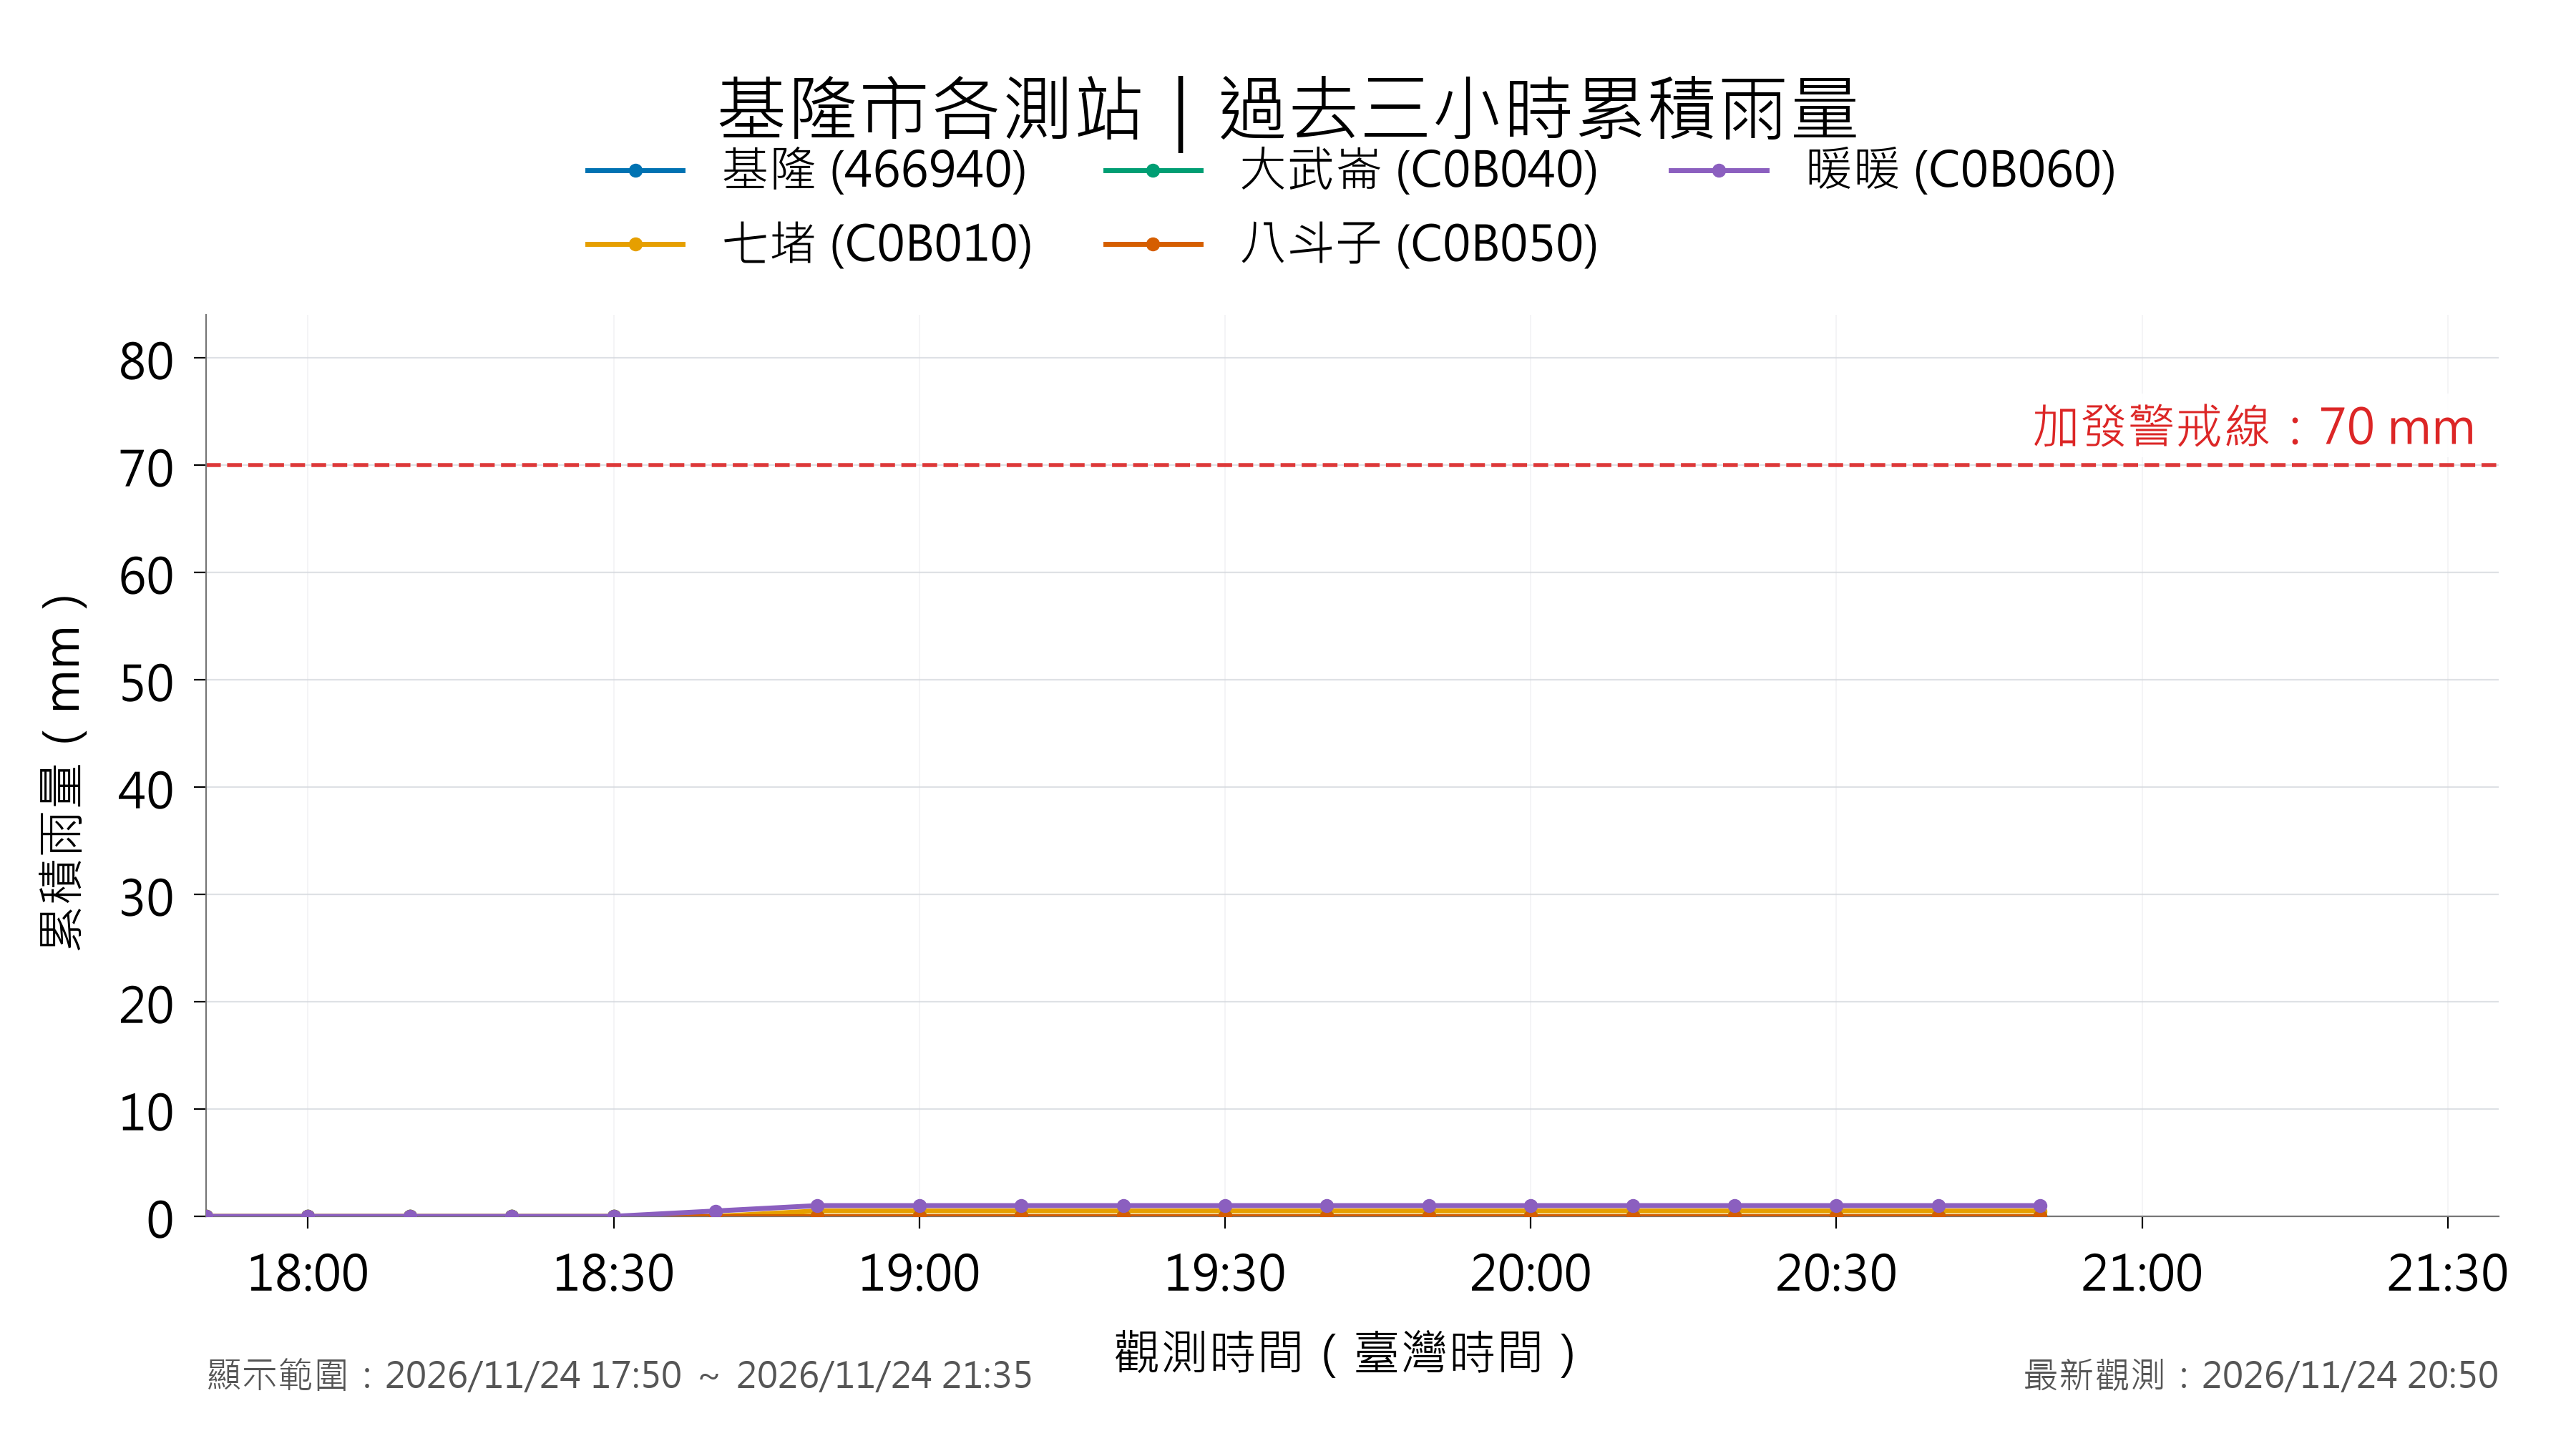 基隆市各測站｜過去三小時累積雨量
基隆 (466940)
大武崙 (C0B040)
暖暖 (C0B060)
七堵 (C0B010)
八斗子 (C0B050)
80
70
60
50
40
30
20
10
0
加發警戒線：70 mm
累積雨量（mm）
18:00
18:30
19:00
19:30
20:00
20:30
21:00
21:30
觀測時間（臺灣時間）
顯示範圍：2026/11/24 17:50 ~ 2026/11/24 21:35
最新觀測：2026/11/24 20:50